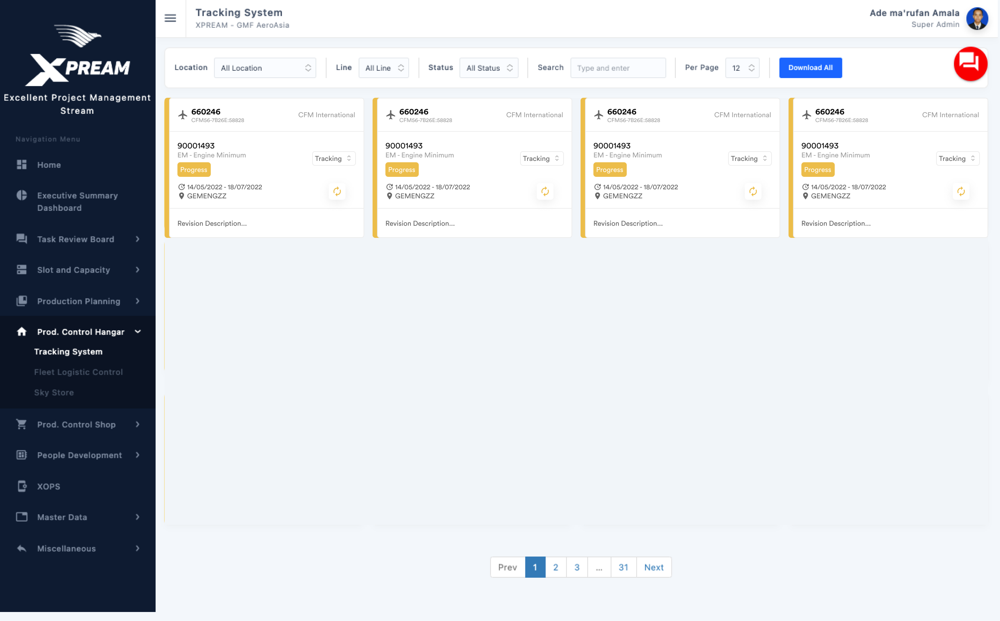 XPREAM
Excellent Project Management
Stream
Navigation Menu
Home
Executive Summary
Dashboard
Task Review Board
Slot and Capacity
Production Planning
Prod. Control Hangar
Tracking System
Fleet Logistic Control
Sky Store
Prod. Control Shop
People Development
XOPS
Master Data
Miscellaneous
Tracking System
XPREAM - GMF AeroAsia
Ade ma'rufan Amala
Super Admin
Location All Location Line All Line Status All Status Search Type and enter Per Page 12 Download All
660246
CFM56-7B26E:58828
CFM International
90001493
EM - Engine Minimum
Tracking
Progress
14/05/2022 - 18/07/2022
GEMENGZZ
Revision Description...
660246
CFM56-7B26E:58828
CFM International
90001493
EM - Engine Minimum
Tracking
Progress
14/05/2022 - 18/07/2022
GEMENGZZ
Revision Description...
660246
CFM56-7B26E:58828
CFM International
90001493
EM - Engine Minimum
Tracking
Progress
14/05/2022 - 18/07/2022
GEMENGZZ
Revision Description...
660246
CFM56-7B26E:58828
CFM International
90001493
EM - Engine Minimum
Tracking
Progress
14/05/2022 - 18/07/2022
GEMENGZZ
Revision Description...
Prev 1 2 3 ... 31 Next